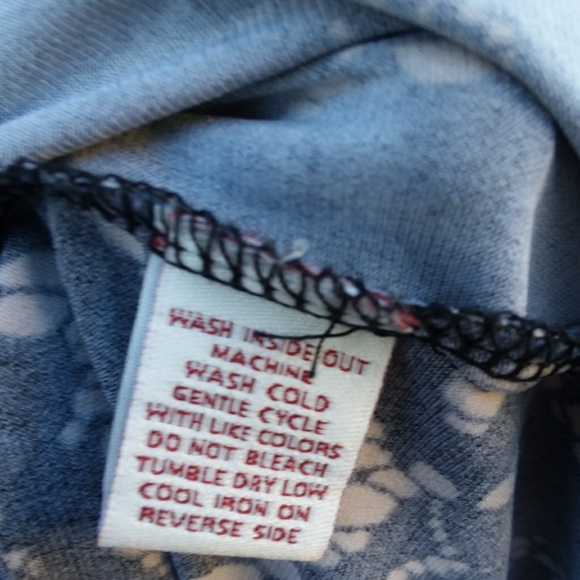 WASH INSIDE OUT
MACHINE
WASH COLD
GENTLE CYCLE
WITH LIKE COLORS
DO NOT BLEACH
TUMBLE DRY LOW
COOL IRON ON
REVERSE SIDE